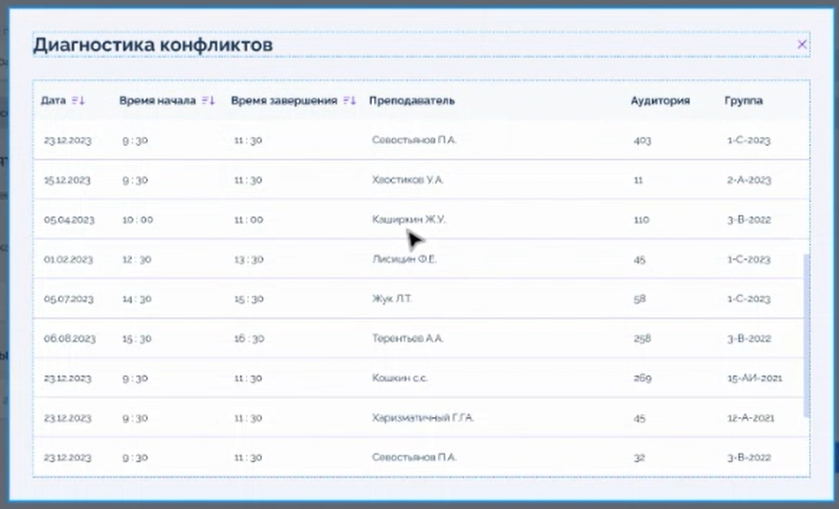 Диагностика конфликтов
Дата Время начала Время завершения Преподаватель Аудитория Группа
23.12.2023 9 : 30 11 : 30 Севостьянов П.А. 403 1-С-2023
15.12.2023 9 : 30 11 : 30 Хвостиков У.А. 11 2-А-2023
05.04.2023 10 : 00 11 : 00 Каширкин Ж.У. 110 3-В-2022
01.02.2023 12 : 30 13 : 30 Лисицин Ф.Е. 45 1-С-2023
05.07.2023 14 : 30 15 : 30 Жук Л.Т. 58 1-С-2023
06.08.2023 15 : 30 16 : 30 Терентьев А.А. 258 3-В-2022
23.12.2023 9 : 30 11 : 30 Кошкин с.с. 269 15-АИ-2021
23.12.2023 9 : 30 11 : 30 Харизматичный Г.ГА. 45 12-А-2021
23.12.2023 9 : 30 11 : 30 Севостьянов П.А. 32 3-В-2022